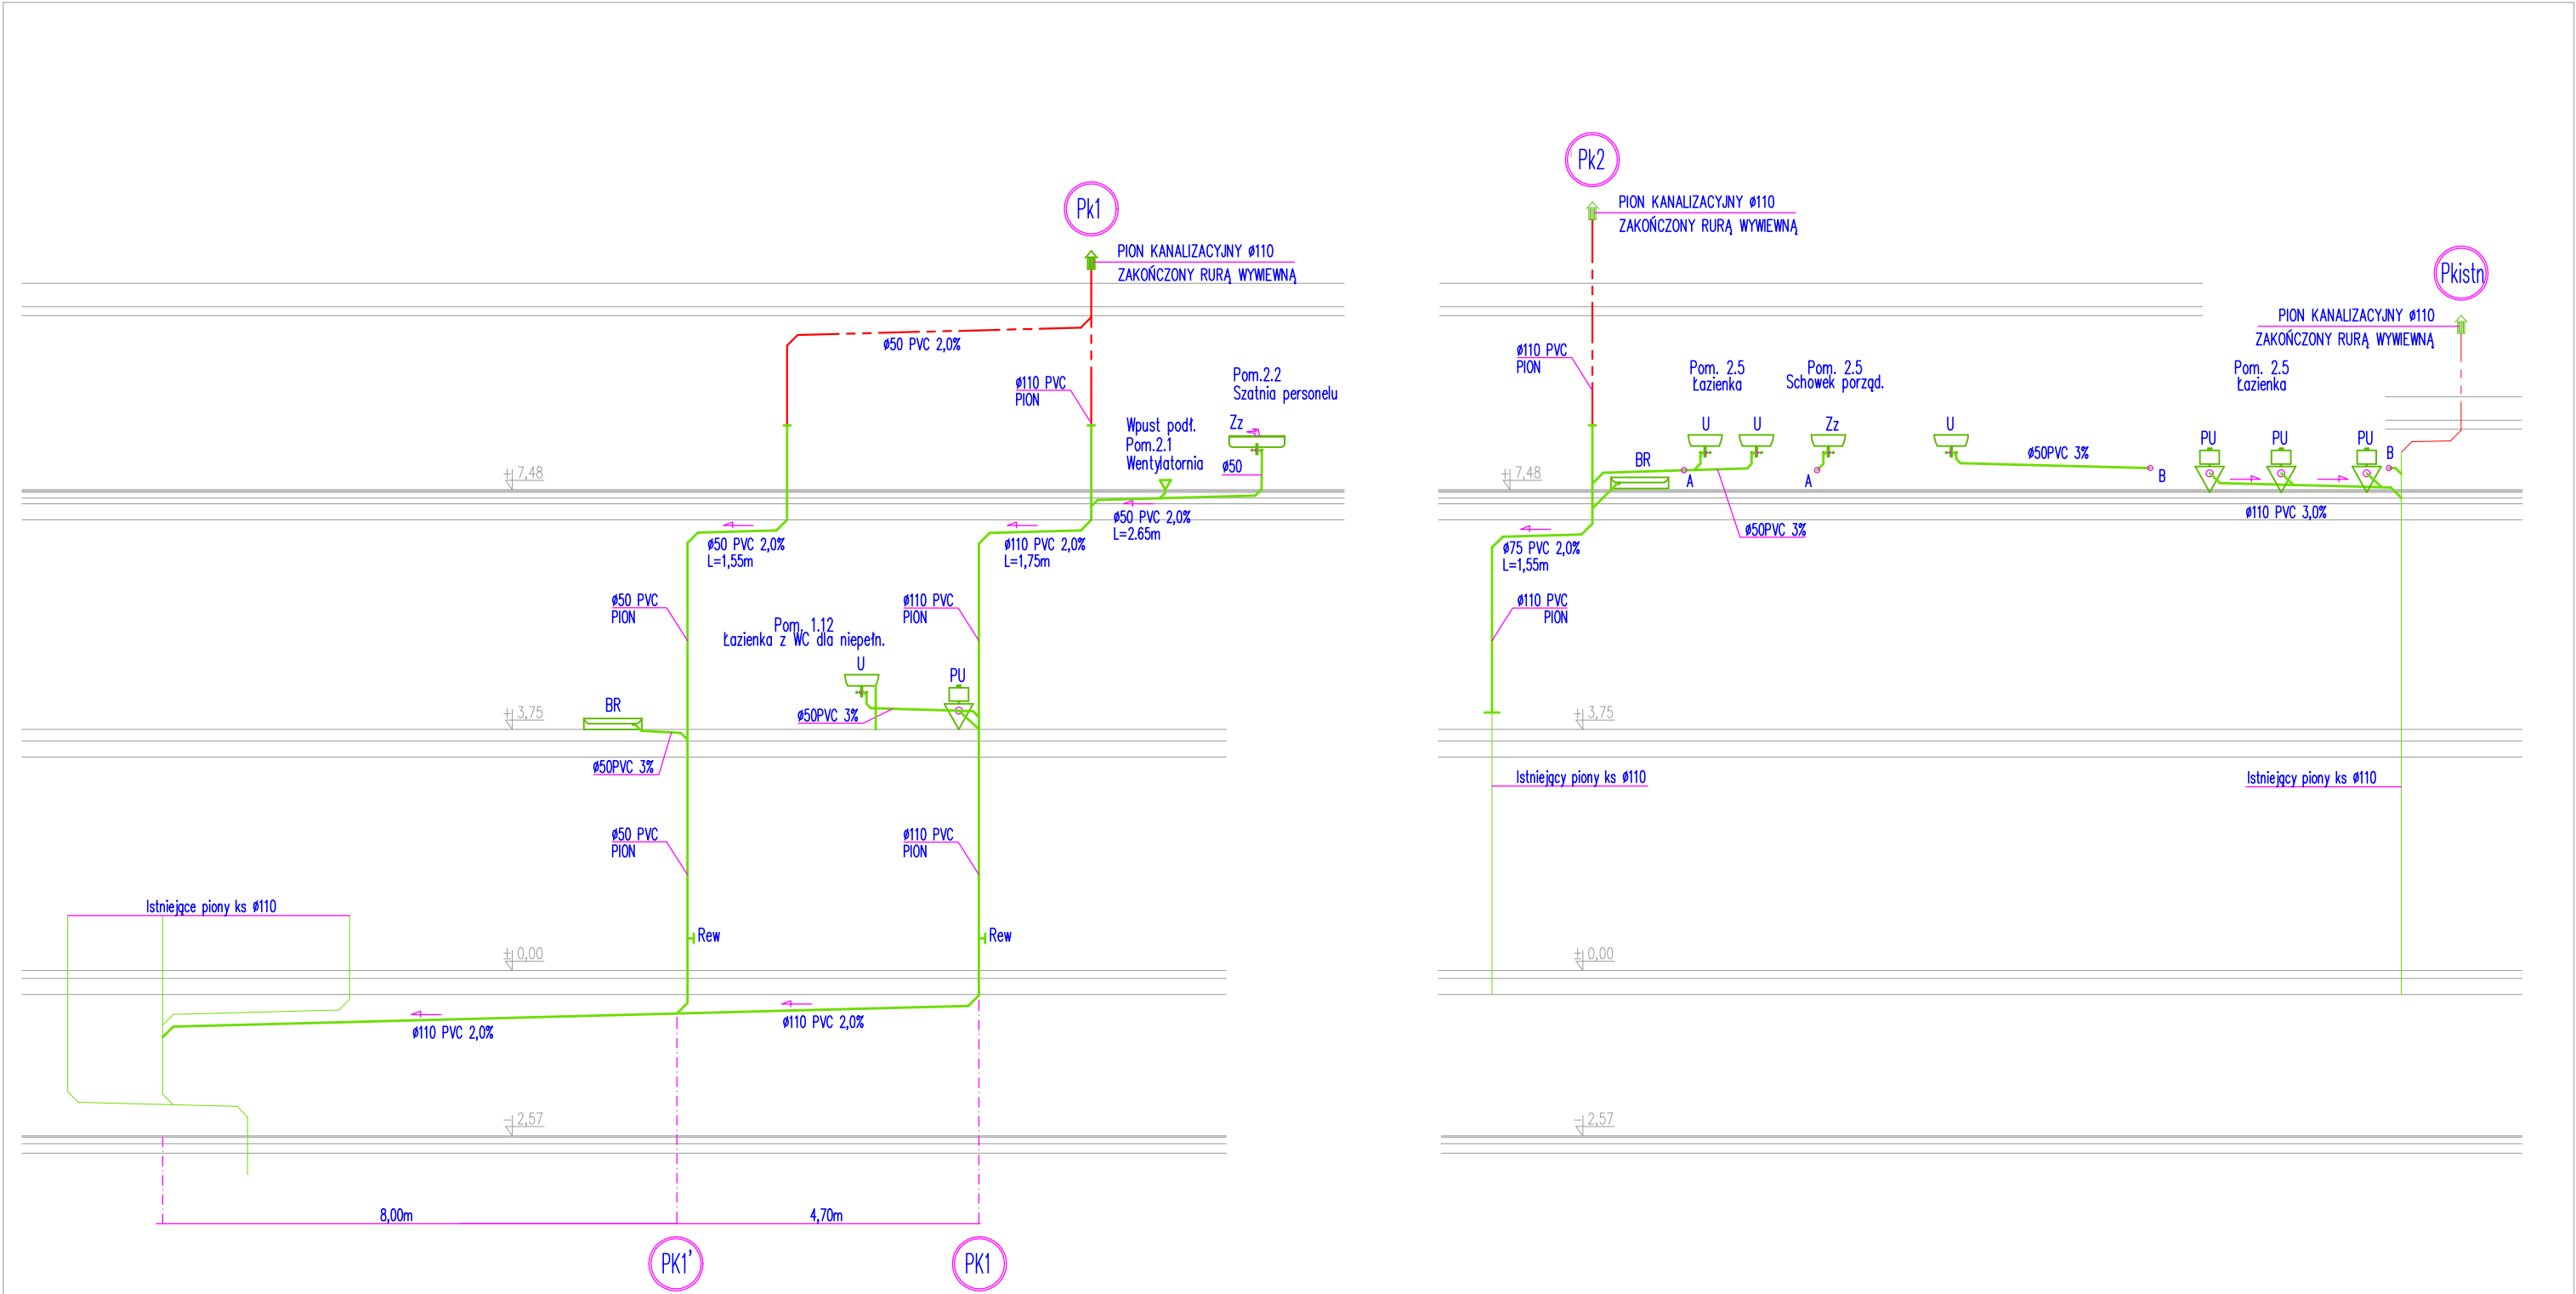 Pk1
PION KANALIZACYJNY ø110
ZAKOŃCZONY RURĄ WYWIEWNĄ
ø50 PVC 2,0%
ø110 PVC
PION
Pom.2.2
Szatnia personelu
Wpust podł.
Pom.2.1
Wentylatornia
Zz
ø50
+7,48
ø50 PVC 2,0%
L=1,55m
ø110 PVC 2,0%
L=1,75m
ø50 PVC 2,0%
L=2.65m
ø50 PVC
PION
ø110 PVC
PION
Pom. 1.12
Łazienka z WC dla niepełn.
U
PU
BR
+3,75
ø50PVC 3%
ø50PVC 3%
ø50 PVC
PION
ø110 PVC
PION
Istniejące piony ks ø110
Rew
Rew
±0,00
ø110 PVC 2,0%
ø110 PVC 2,0%
-2,57
8,00m
4,70m
PK1'
PK1
Pk2
PION KANALIZACYJNY ø110
ZAKOŃCZONY RURĄ WYWIEWNĄ
Pkistn
PION KANALIZACYJNY ø110
ZAKOŃCZONY RURĄ WYWIEWNĄ
ø110 PVC
PION
Pom. 2.5
Łazienka
Pom. 2.5
Schowek porząd.
Pom. 2.5
Łazienka
U
U
Zz
U
PU
PU
PU
B
BR
A
A
ø50PVC 3%
B
+7,48
ø50PVC 3%
ø110 PVC 3,0%
ø75 PVC 2,0%
L=1,55m
ø110 PVC
PION
+3,75
Istniejący piony ks ø110
Istniejący piony ks ø110
±0,00
-2,57